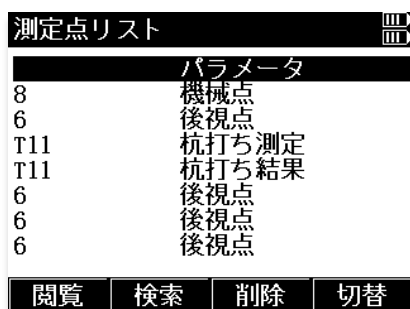 測定点リスト
パラメータ
8 機械点
6 後視点
T11 杭打ち測定
T11 杭打ち結果
6 後視点
6 後視点
6 後視点
閲覧 検索 削除 切替